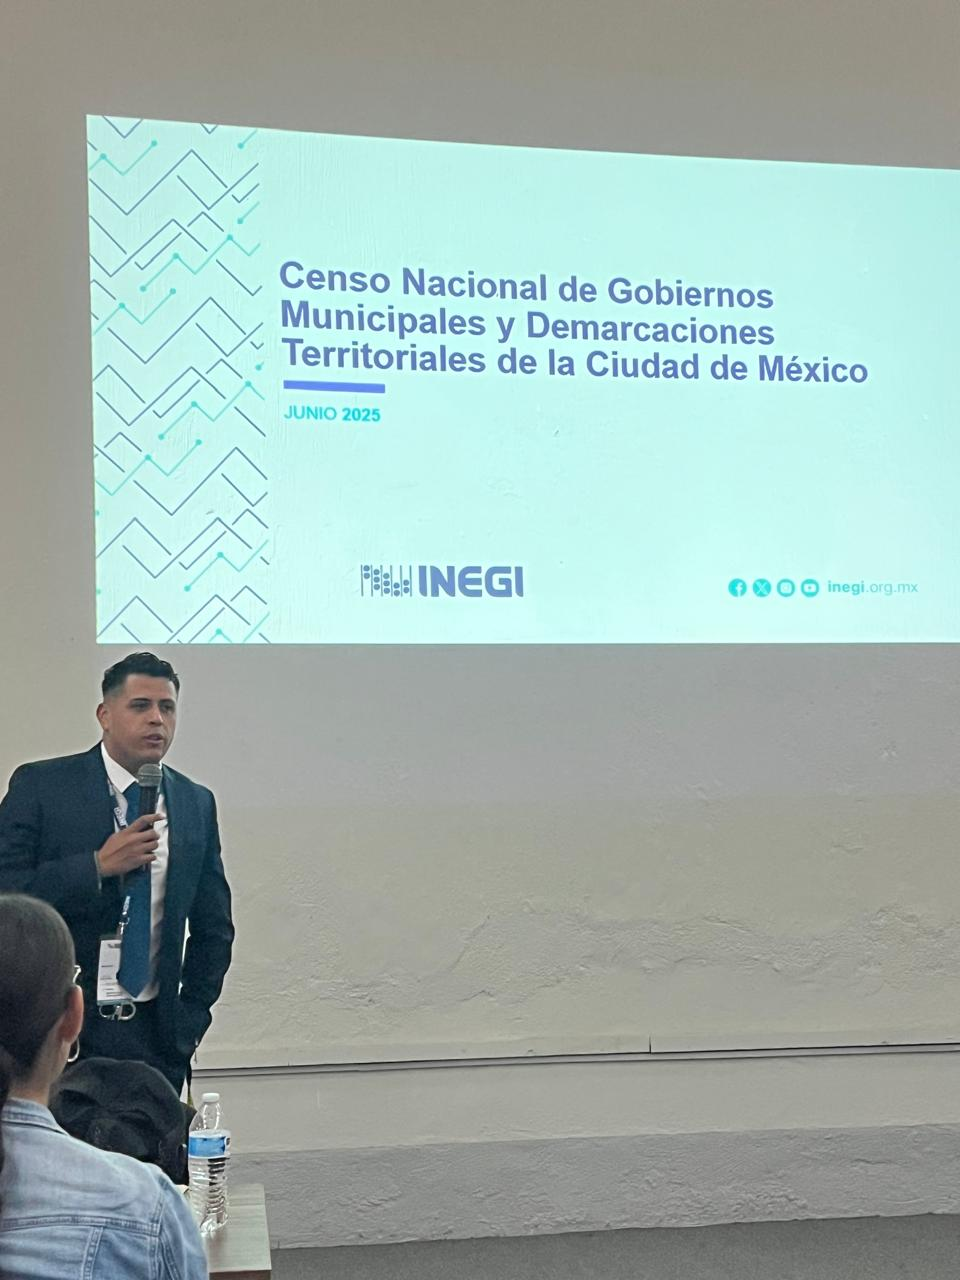 Censo Nacional de Gobiernos
Municipales y Demarcaciones
Territoriales de la Ciudad de México
JUNIO 2025
INEGI
inegi.org.mx